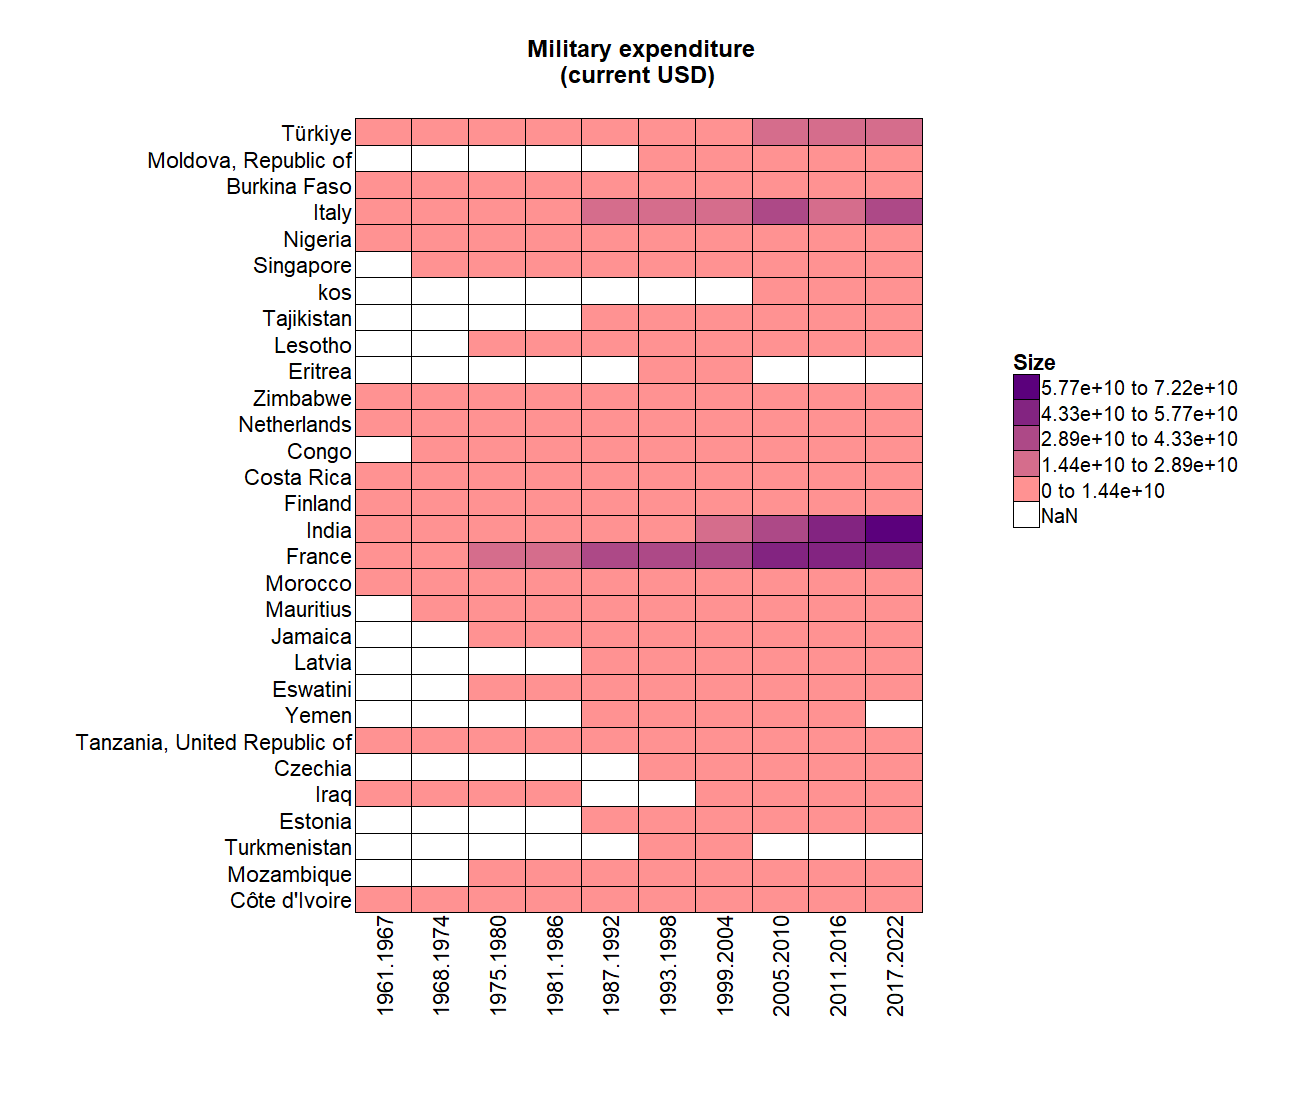 Military expenditure
(current USD)
Türkiye
Moldova, Republic of
Burkina Faso
Italy
Nigeria
Singapore
kos
Tajikistan
Lesotho
Eritrea
Zimbabwe
Netherlands
Congo
Costa Rica
Finland
India
France
Morocco
Mauritius
Jamaica
Latvia
Eswatini
Yemen
Tanzania, United Republic of
Czechia
Iraq
Estonia
Turkmenistan
Mozambique
Côte d'Ivoire
1961.1967
1968.1974
1975.1980
1981.1986
1987.1992
1993.1998
1999.2004
2005.2010
2011.2016
2017.2022
Size
5.77e+10 to 7.22e+10
4.33e+10 to 5.77e+10
2.89e+10 to 4.33e+10
1.44e+10 to 2.89e+10
0 to 1.44e+10
NaN